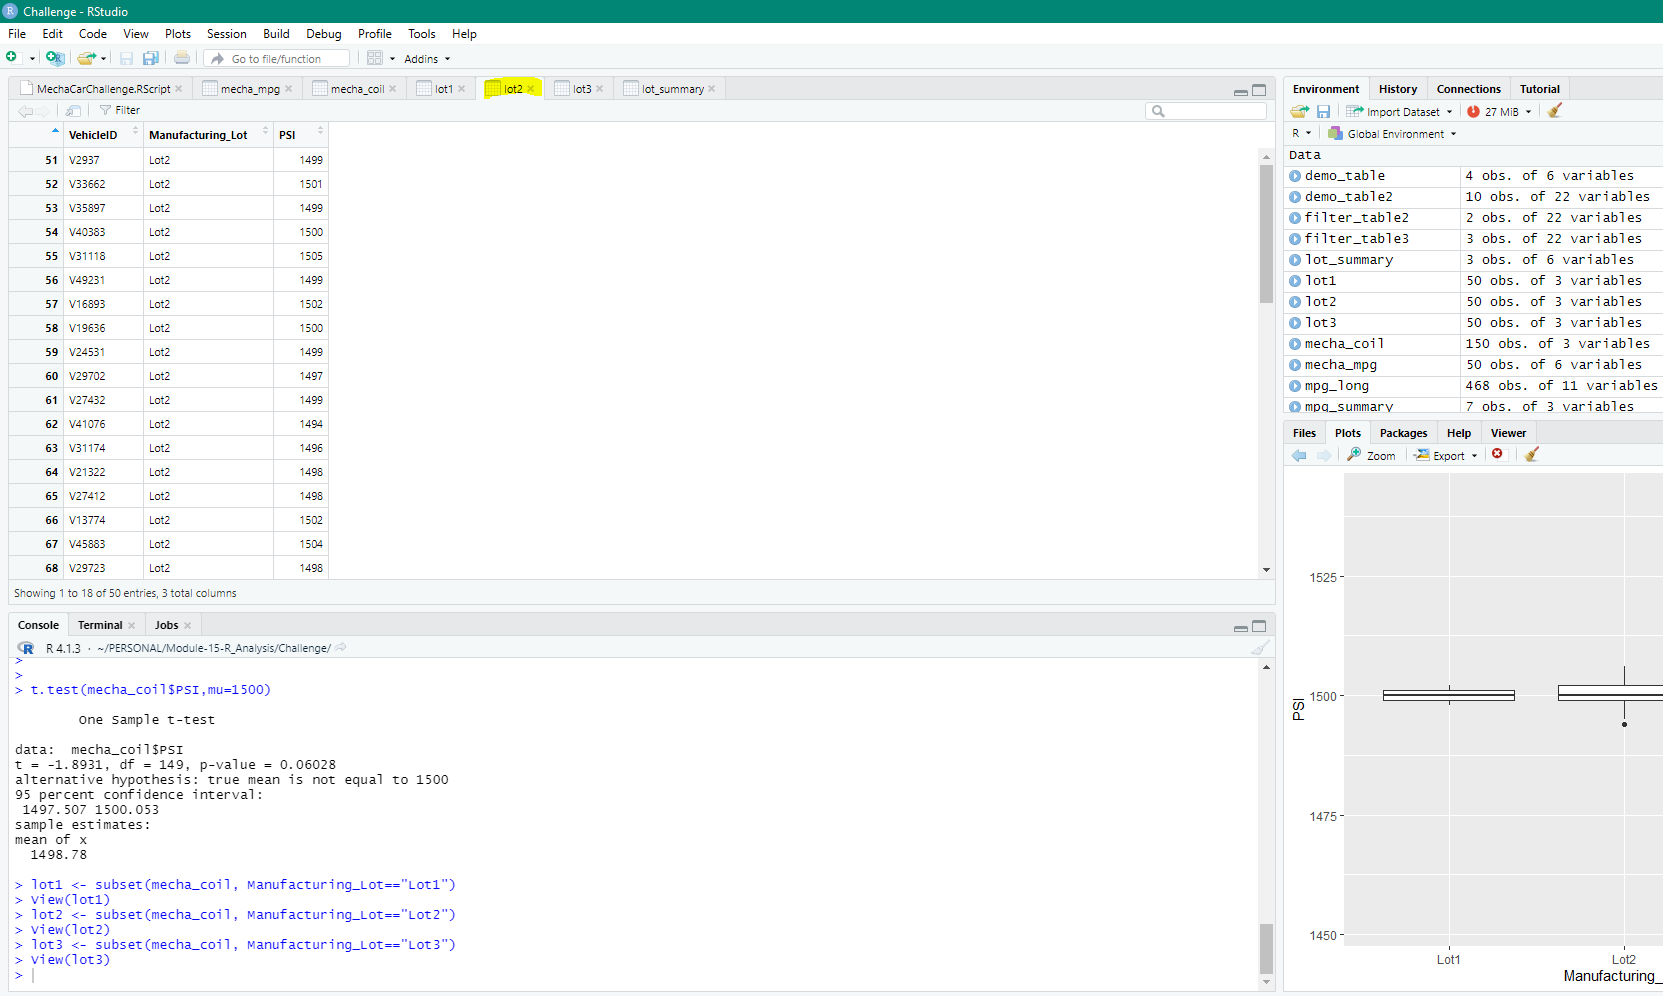 Challenge - RStudio
File Edit Code View Plots Session Build Debug Profile Tools Help
Go to file/function Addins
MechaCarChallenge.RScript mecha_mpg mecha_coil lot1 lot2 lot3 lot_summary
Filter
VehicleID Manufacturing_Lot PSI
51 V2937 Lot2 1499
52 V33662 Lot2 1501
53 V35897 Lot2 1499
54 V40383 Lot2 1500
55 V31118 Lot2 1505
56 V49231 Lot2 1499
57 V16893 Lot2 1502
58 V19636 Lot2 1500
59 V24531 Lot2 1499
60 V29702 Lot2 1497
61 V27432 Lot2 1499
62 V41076 Lot2 1494
63 V31174 Lot2 1496
64 V21322 Lot2 1498
65 V27412 Lot2 1498
66 V13774 Lot2 1502
67 V45883 Lot2 1504
68 V29723 Lot2 1498
Showing 1 to 18 of 50 entries, 3 total columns
Console Terminal Jobs
R 4.1.3 · ~/PERSONAL/Module-15-R_Analysis/Challenge/
>
>
> t.test(mecha_coil$PSI,mu=1500)
One Sample t-test
data: mecha_coil$PSI
t = -1.8931, df = 149, p-value = 0.06028
alternative hypothesis: true mean is not equal to 1500
95 percent confidence interval:
1497.507 1500.053
sample estimates:
mean of x
1498.78
> lot1 <- subset(mecha_coil, Manufacturing_Lot=="Lot1")
> View(lot1)
> lot2 <- subset(mecha_coil, Manufacturing_Lot=="Lot2")
> View(lot2)
> lot3 <- subset(mecha_coil, Manufacturing_Lot=="Lot3")
> View(lot3)
>
Environment History Connections Tutorial
Import Dataset 27 MiB
R Global Environment
Data
demo_table 4 obs. of 6 variables
demo_table2 10 obs. of 22 variables
filter_table2 2 obs. of 22 variables
filter_table3 3 obs. of 22 variables
lot_summary 3 obs. of 6 variables
lot1 50 obs. of 3 variables
lot2 50 obs. of 3 variables
lot3 50 obs. of 3 variables
mecha_coil 150 obs. of 3 variables
mecha_mpg 50 obs. of 6 variables
mpg_long 468 obs. of 11 variables
mpg_summary 7 obs. of 3 variables
Files Plots Packages Help Viewer
Zoom Export
1525
1500
1475
1450
PSI
Lot1 Lot2
Manufacturing_